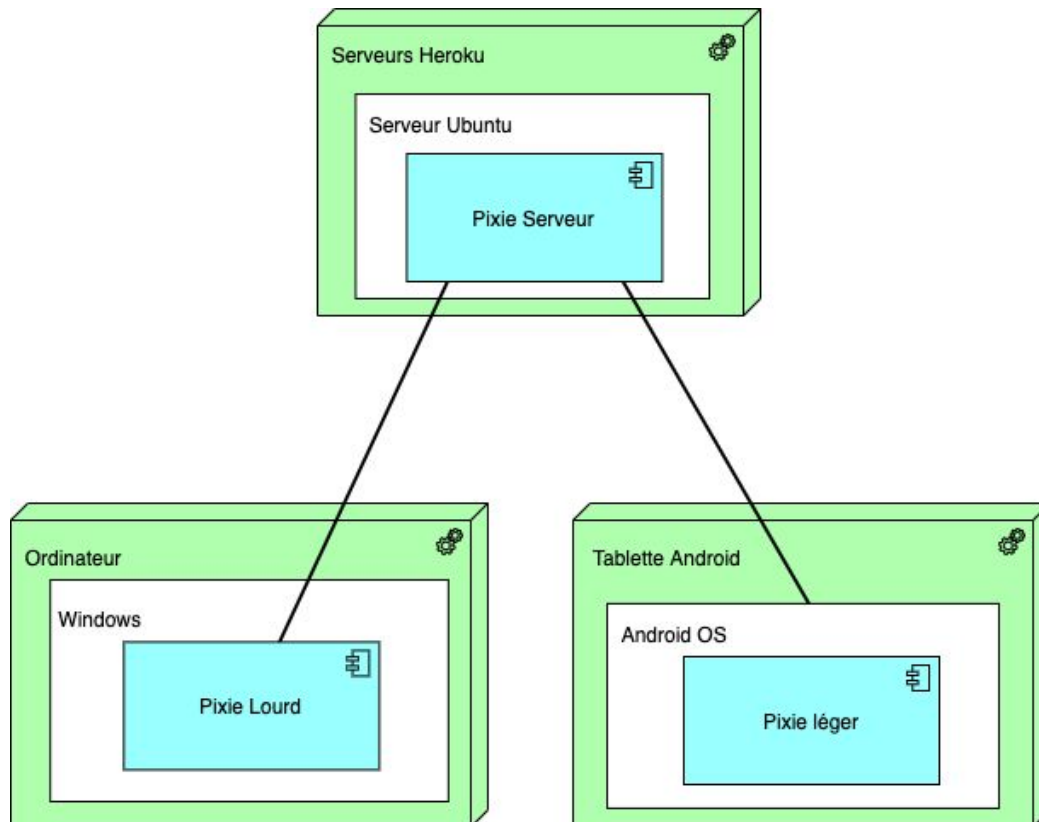 Serveurs Heroku
Serveur Ubuntu
Pixie Serveur
Ordinateur
Windows
Pixie Lourd
Tablette Android
Android OS
Pixie léger